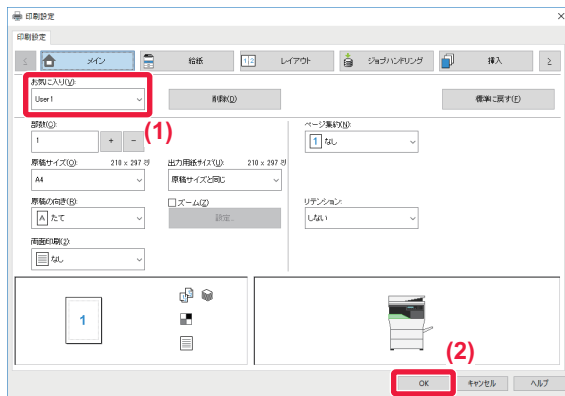 印刷設定
印刷設定
メイン 給紙 レイアウト ジョブハンドリング 挿入
お気に入り(V):
User1 削除(D) 標準に戻す(E)
(1)
部数(C): ページ集約(N):
1 + - 1 なし
原稿サイズ(O): 210 x 297 ミリ 出力用紙サイズ(U): 210 x 297 ミリ
A4 原稿サイズと同じ
原稿の向き(R): ズーム(Z) リテンション:
A たて 設定... しない
両面印刷(2):
なし
1
(2)
OK キャンセル ヘルプ